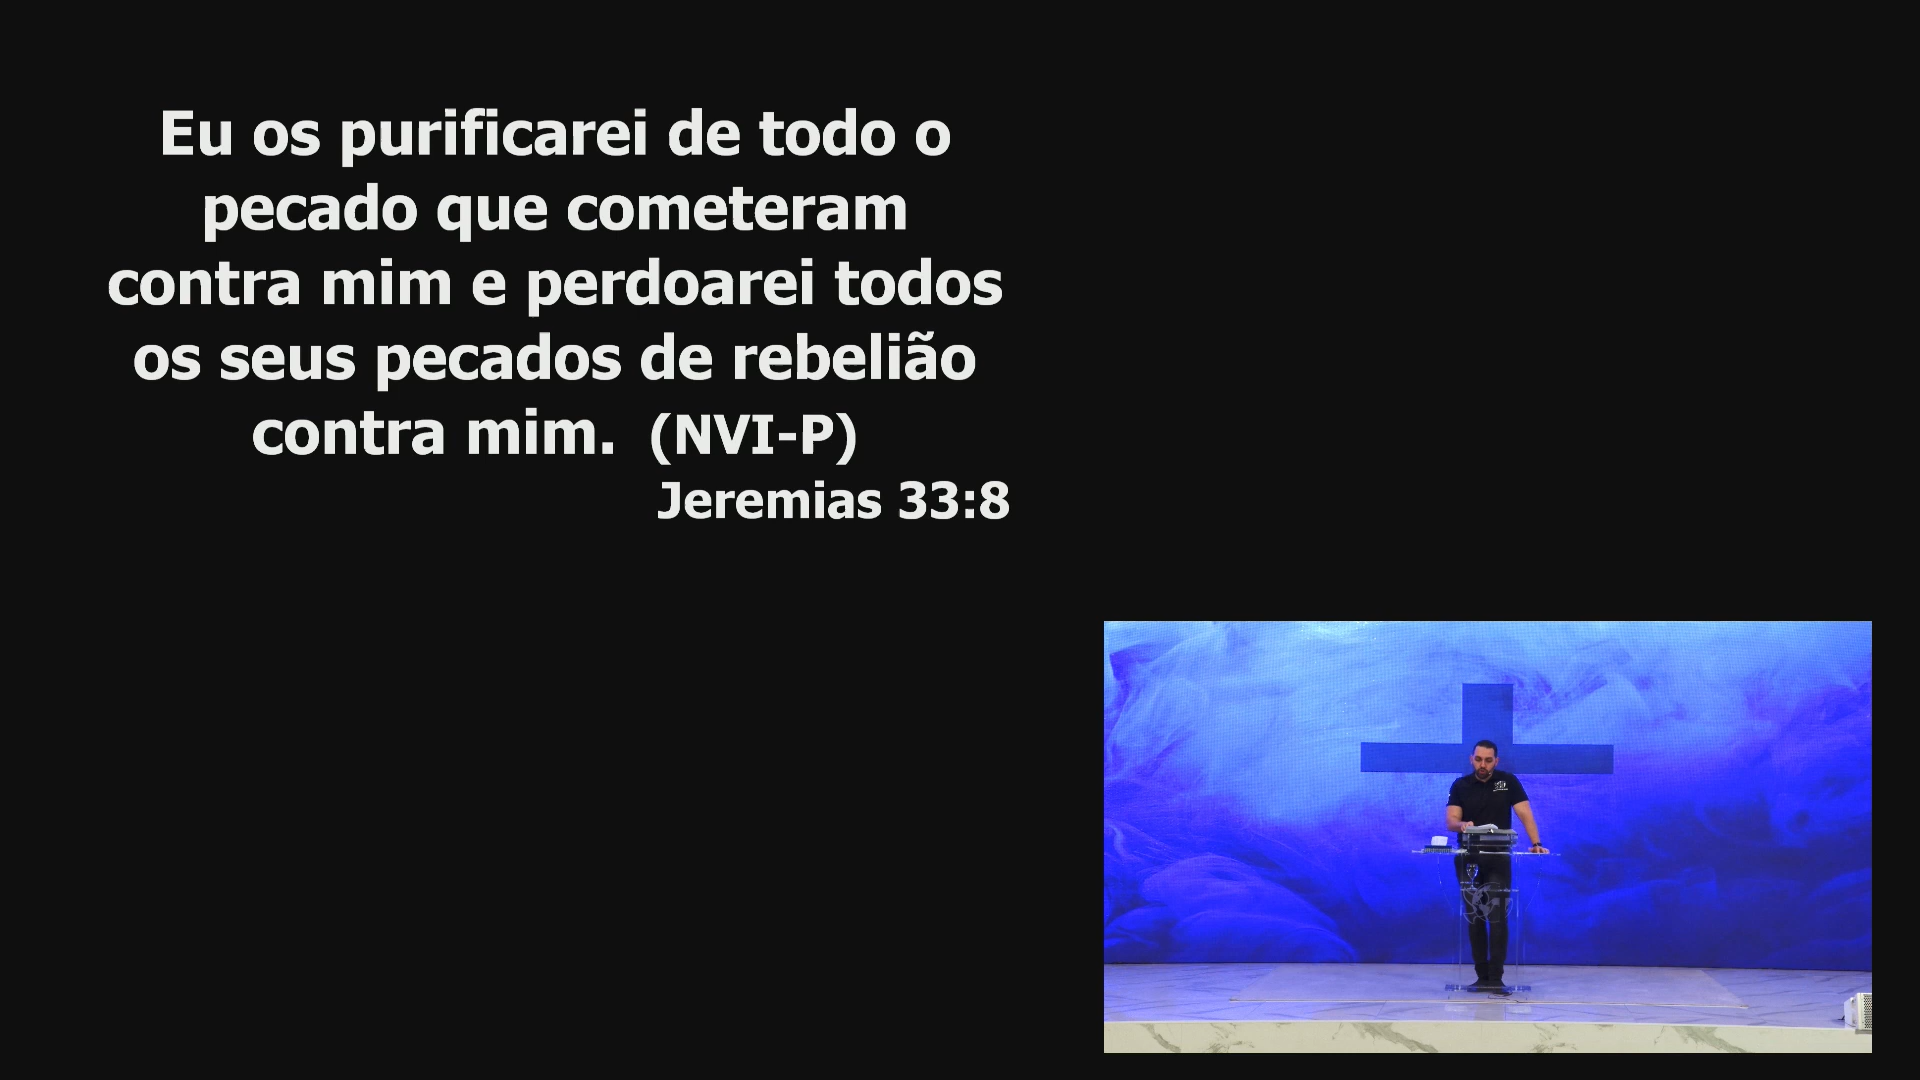 Eu os purificarei de todo o
pecado que cometeram
contra mim e perdoarei todos
os seus pecados de rebelião
contra mim. (NVI-P)
Jeremias 33:8